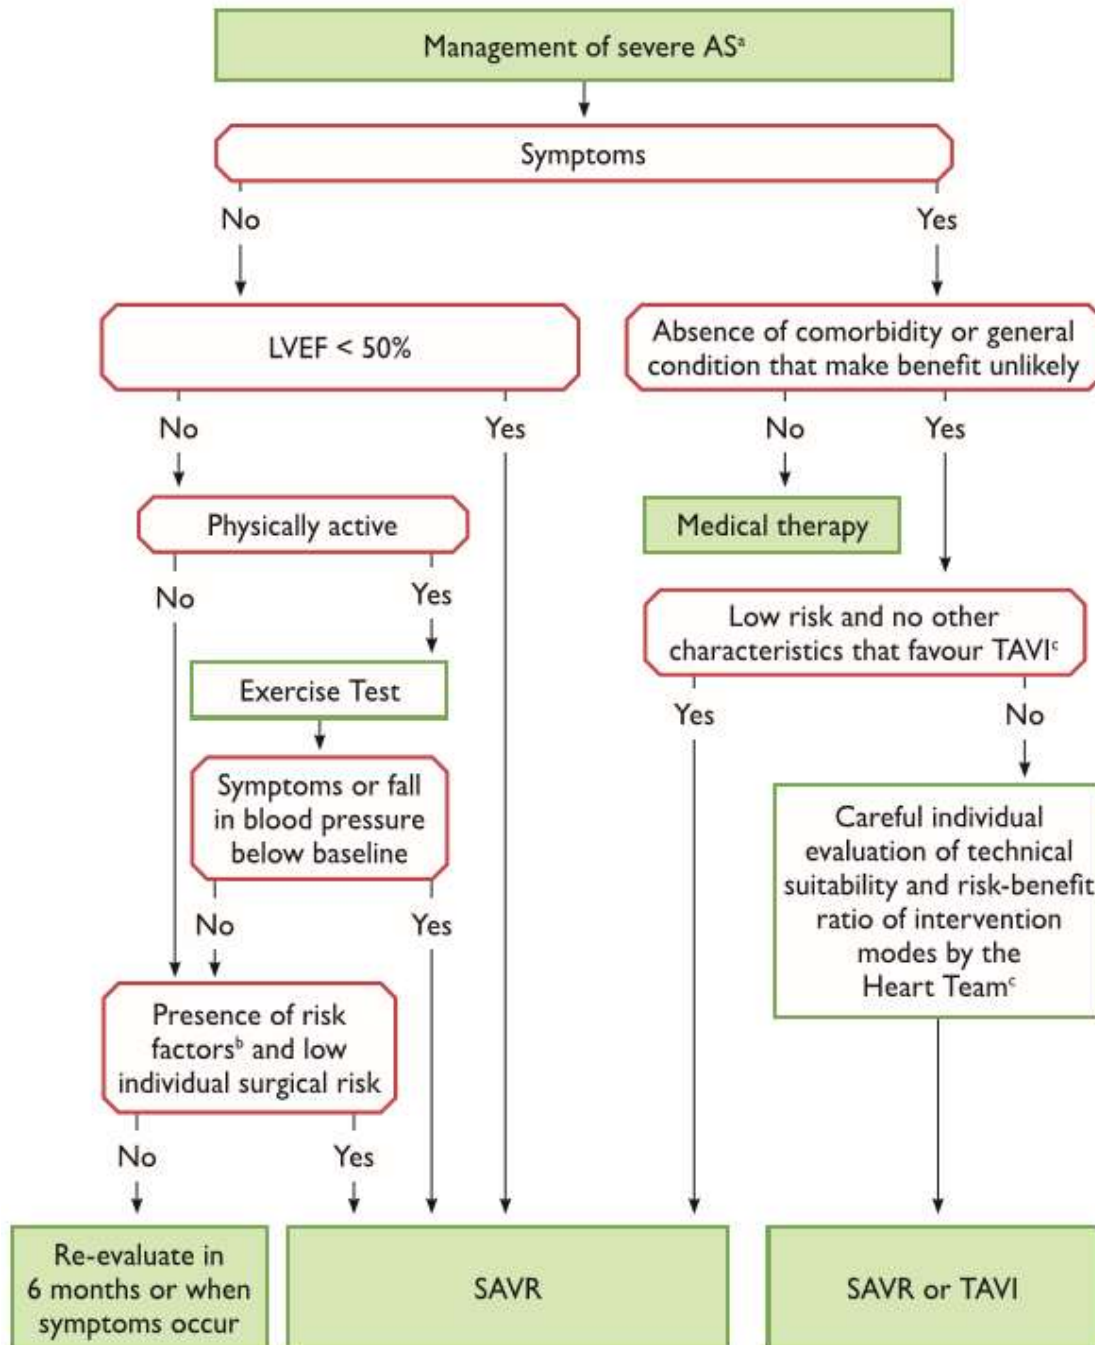 Management of severe ASᵃ
Symptoms
No
Yes
LVEF < 50%
Absence of comorbidity or general
condition that make benefit unlikely
No
Yes
No
Yes
Physically active
Medical therapy
No
Yes
Low risk and no other
characteristics that favour TAVIᶜ
Exercise Test
Yes
No
Symptoms or fall
in blood pressure
below baseline
Careful individual
evaluation of technical
suitability and risk-benefit
ratio of intervention
modes by the
Heart Teamᶜ
No
Yes
Presence of risk
factorsᵇ and low
individual surgical risk
No
Yes
Re-evaluate in
6 months or when
symptoms occur
SAVR
SAVR or TAVI